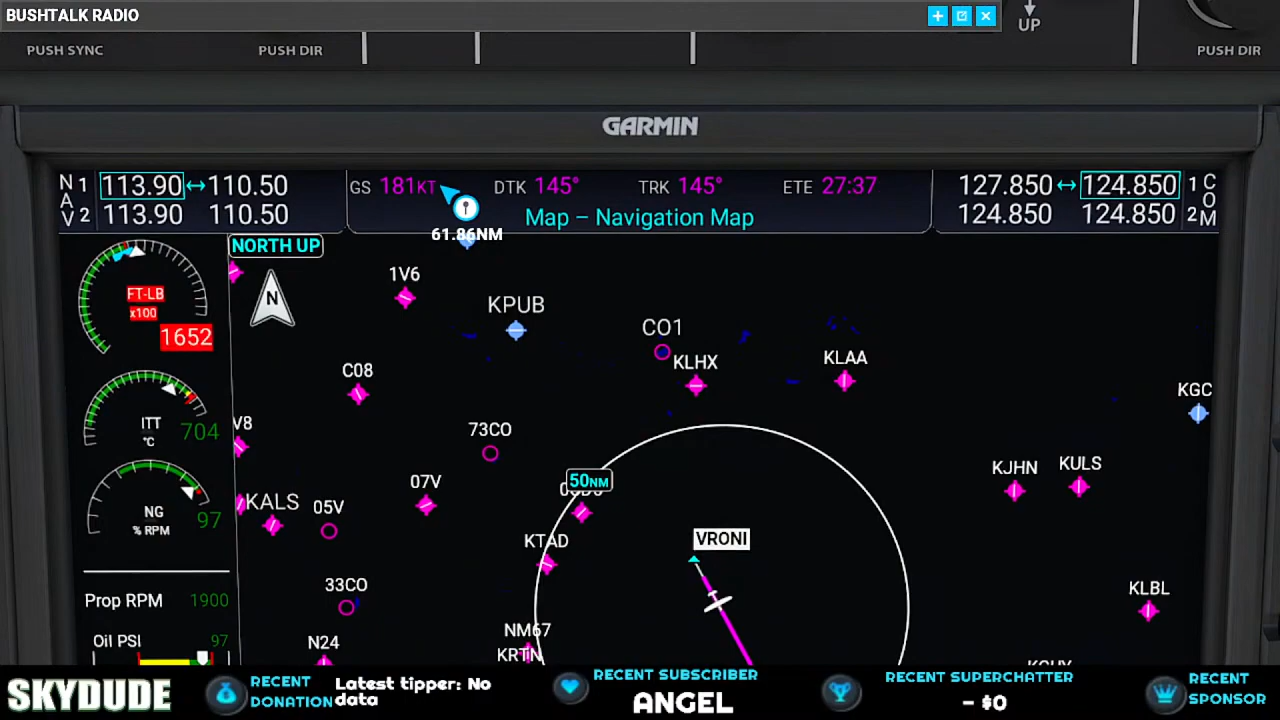 BUSHTALK RADIO
UP
PUSH SYNC
PUSH DIR
PUSH DIR
GARMIN
NAV
1 113.90 ↔ 110.50
2 113.90 110.50
GS 181KT
DTK 145°
TRK 145°
ETE 27:37
Map – Navigation Map
127.850 ↔ 124.850 1
124.850 124.850 2
COM
61.86NM
NORTH UP
N
1V6
KPUB
CO1
KLHX
KLAA
KGC
C08
V8
73CO
KJHN
KULS
07V
50NM
KALS
05V
KTAD
VRONI
33CO
KLBL
NM67
N24
KRTN
FT-LB
x100
1652
ITT
°C
704
NG
% RPM
97
Prop RPM 1900
Oil PSI 97
SKYDUDE
RECENT
DONATION
Latest tipper: No
data
RECENT SUBSCRIBER
ANGEL
RECENT SUPERCHATTER
– $0
RECENT
SPONSOR